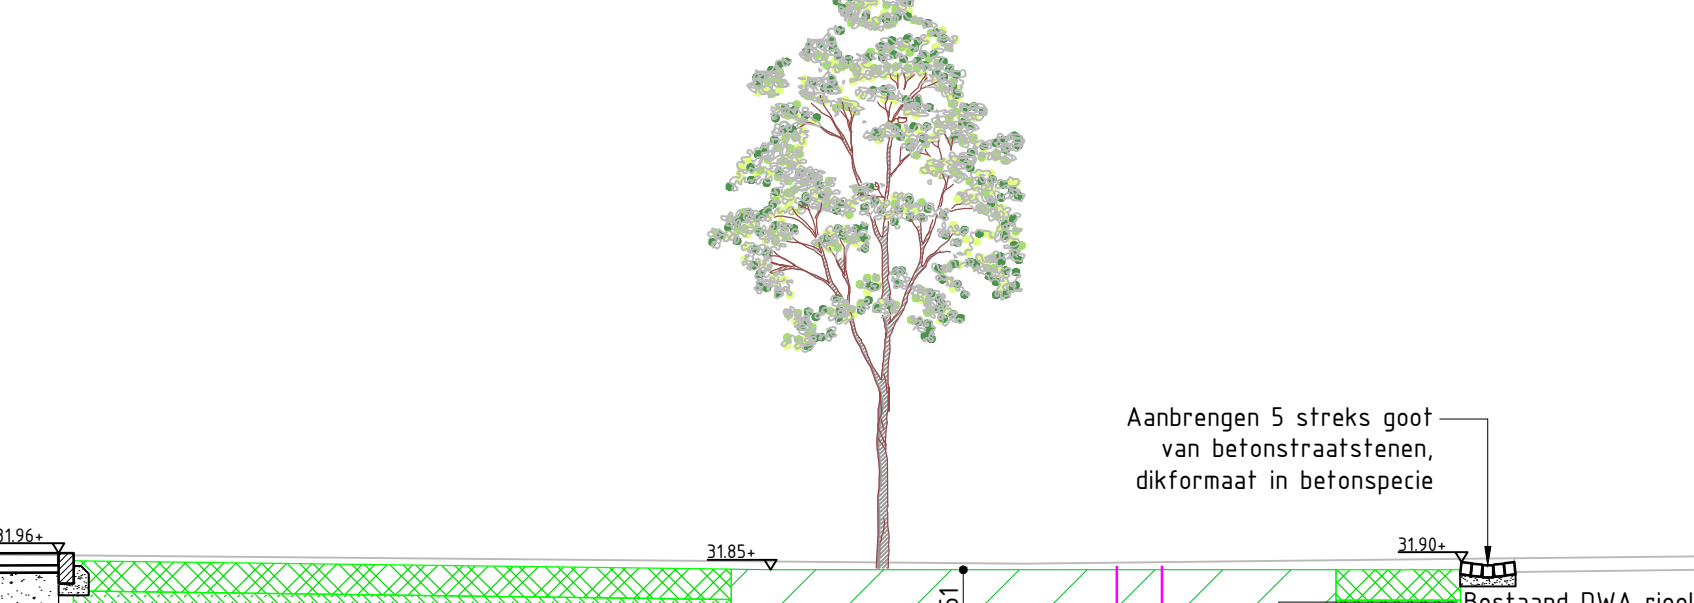 Aanbrengen 5 streks goot
van betonstraatstenen,
dikformaat in betonspecie
31.96+
31.85+
31.90+
Bestaand DWA riool